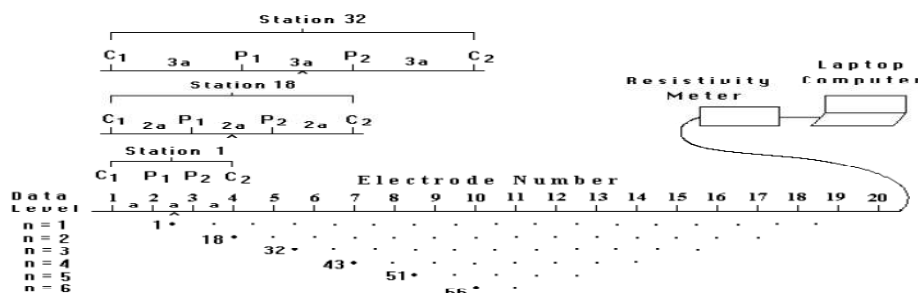 Station 32
C1 3a P1 3a P2 3a C2
Station 18
C1 2a P1 2a P2 2a C2
Station 1
C1 P1 P2 C2
Resistivity Meter
Laptop Computer
Electrode Number
Data Level
1 2 3 4 5 6 7 8 9 10 11 12 13 14 15 16 17 18 19 20
a a a
n = 1 1
n = 2 18
n = 3 32
n = 4 43
n = 5 51
n = 6 56